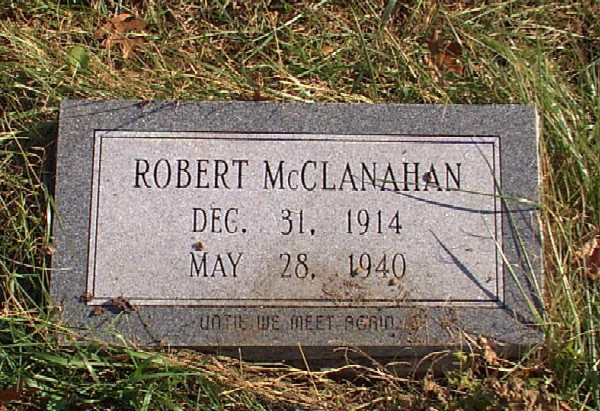 ROBERT McCLANAHAN
DEC. 31, 1914
MAY 28, 1940
UNTIL WE MEET AGAIN